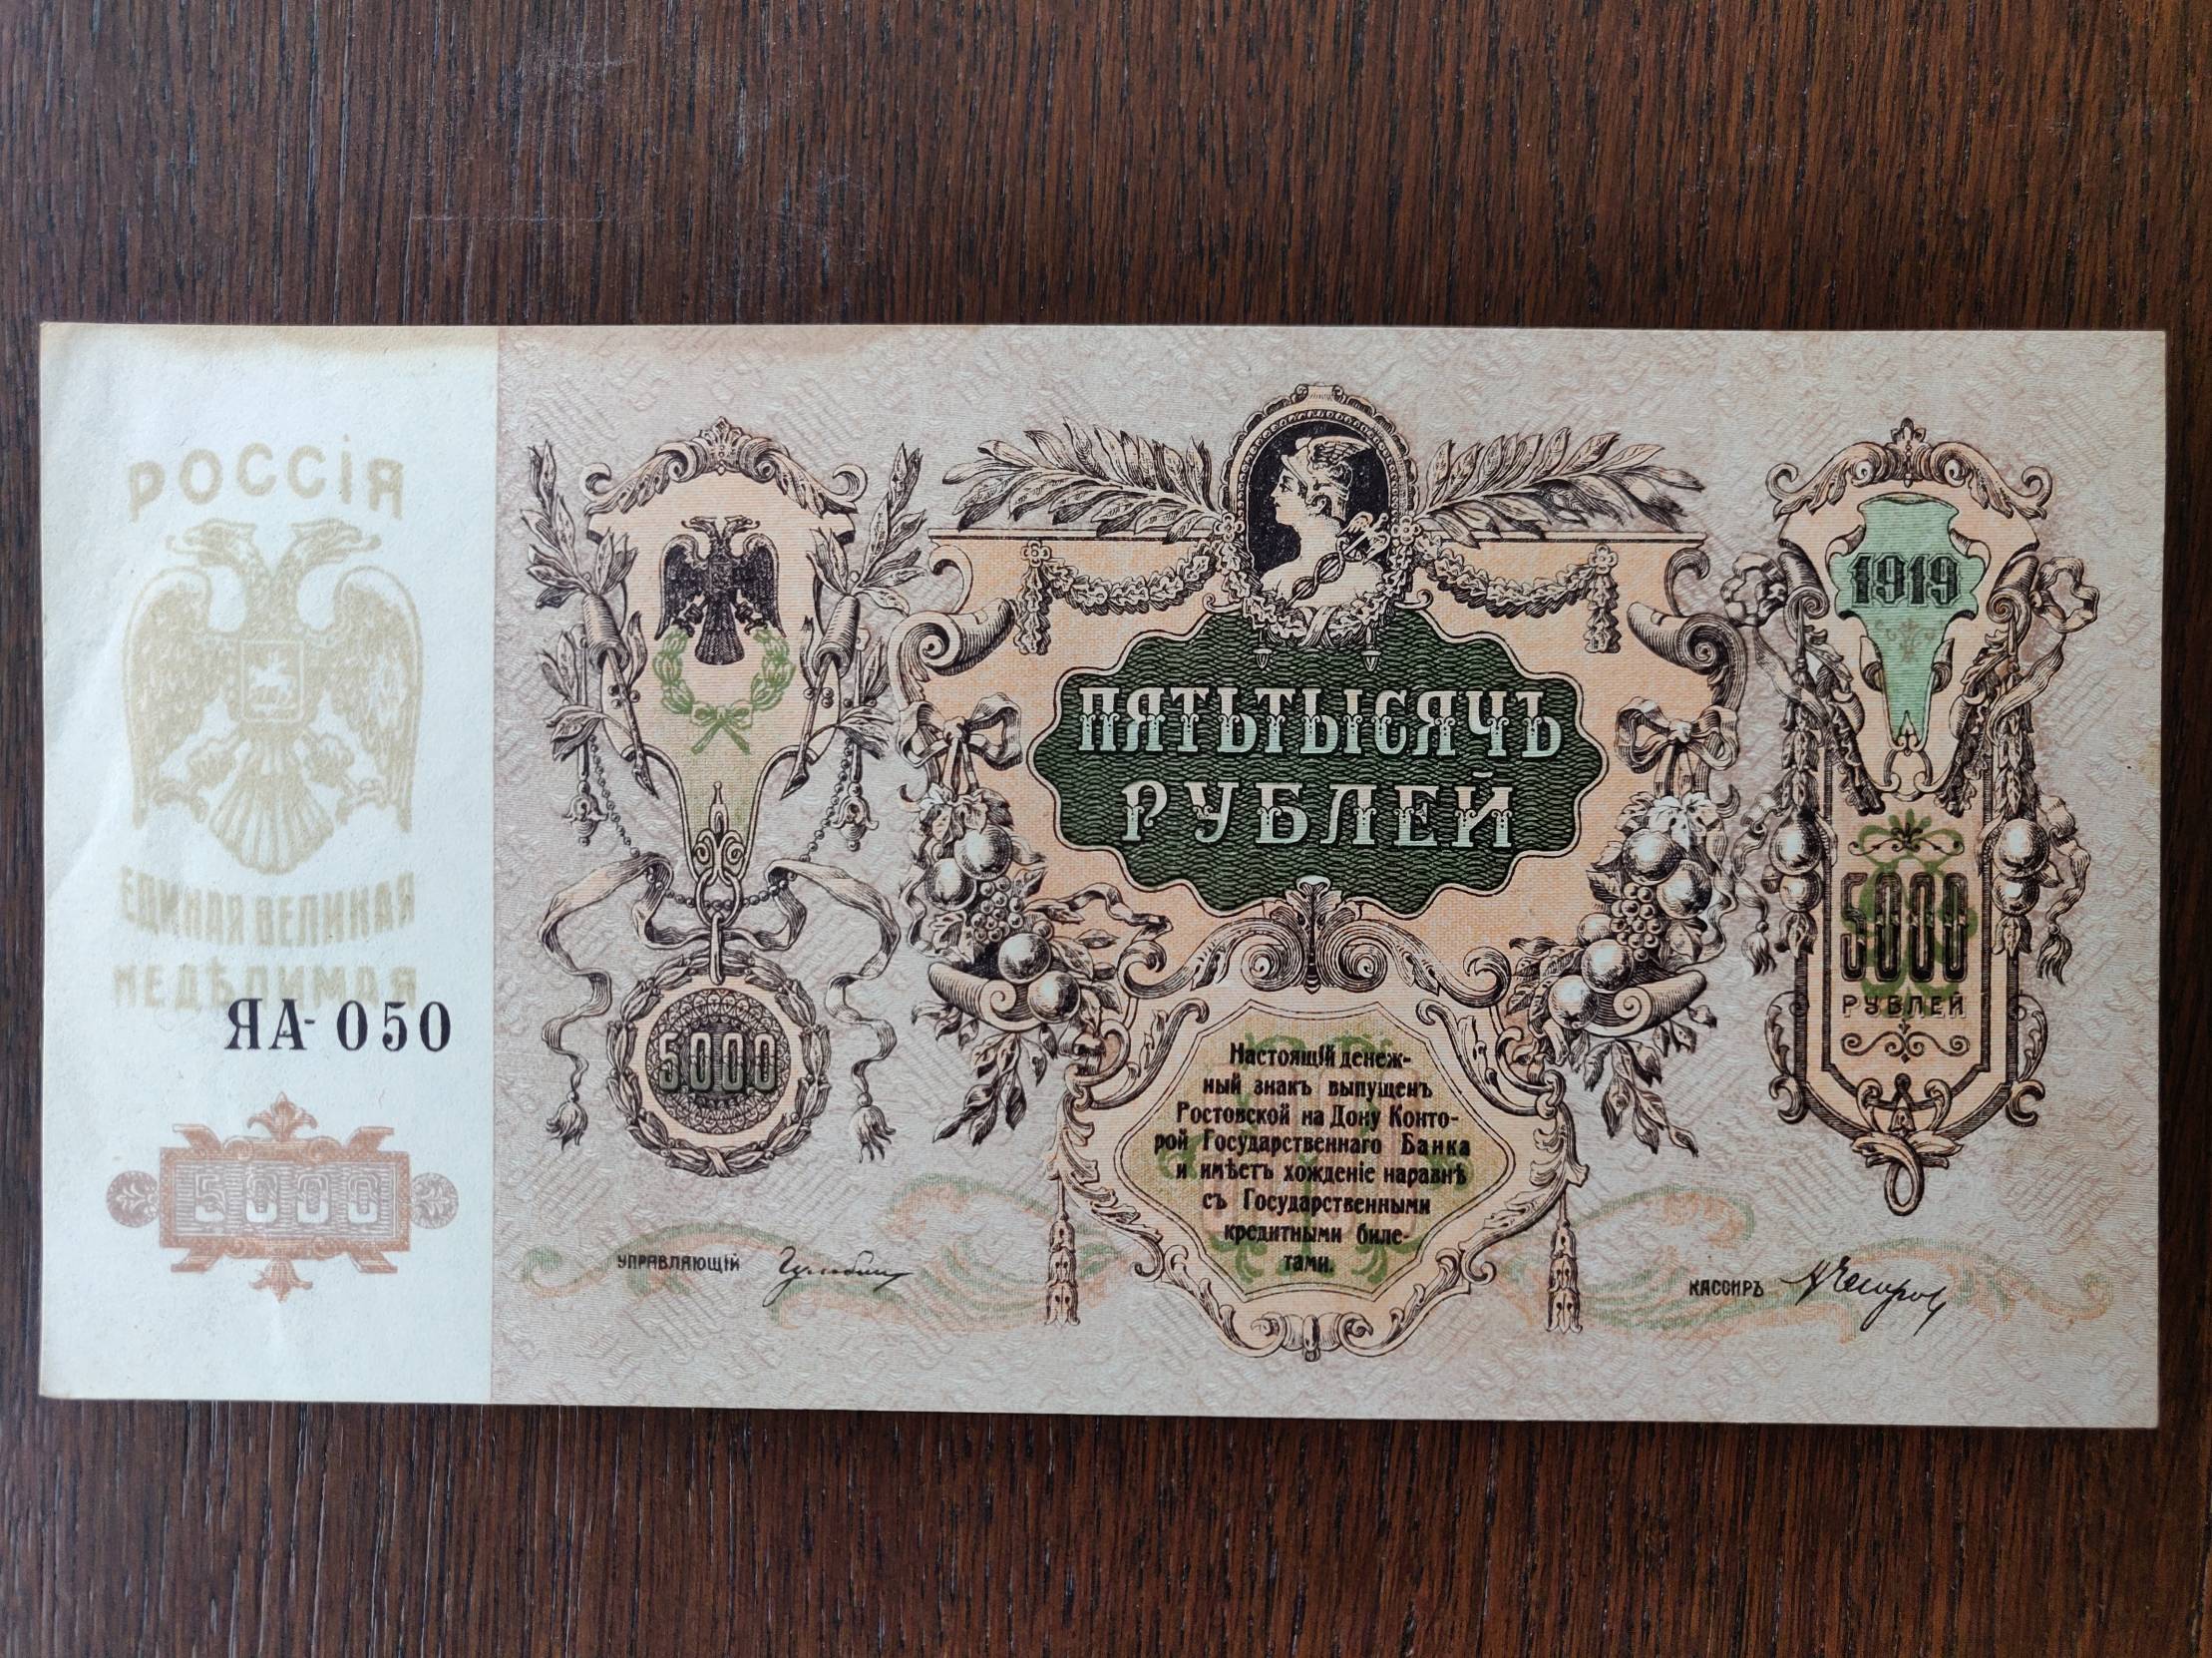 РОССIЯ
ЕДИНАЯ ВЕЛИКАЯ
НЕДѢЛИМАЯ
ЯА-050
5000
5000
ПЯТЬТЫСЯЧЪ
РУБЛЕЙ
Настоящій денеж-
ный знакъ выпущенъ
Ростовской на Дону Конто-
рой Государственнаго Банка
и имѣетъ хожденіе наравнѣ
съ Государственными
кредитными биле-
тами.
УПРАВЛЯЮЩІЙ
1919
5000
РУБЛЕЙ
КАССИРЪ